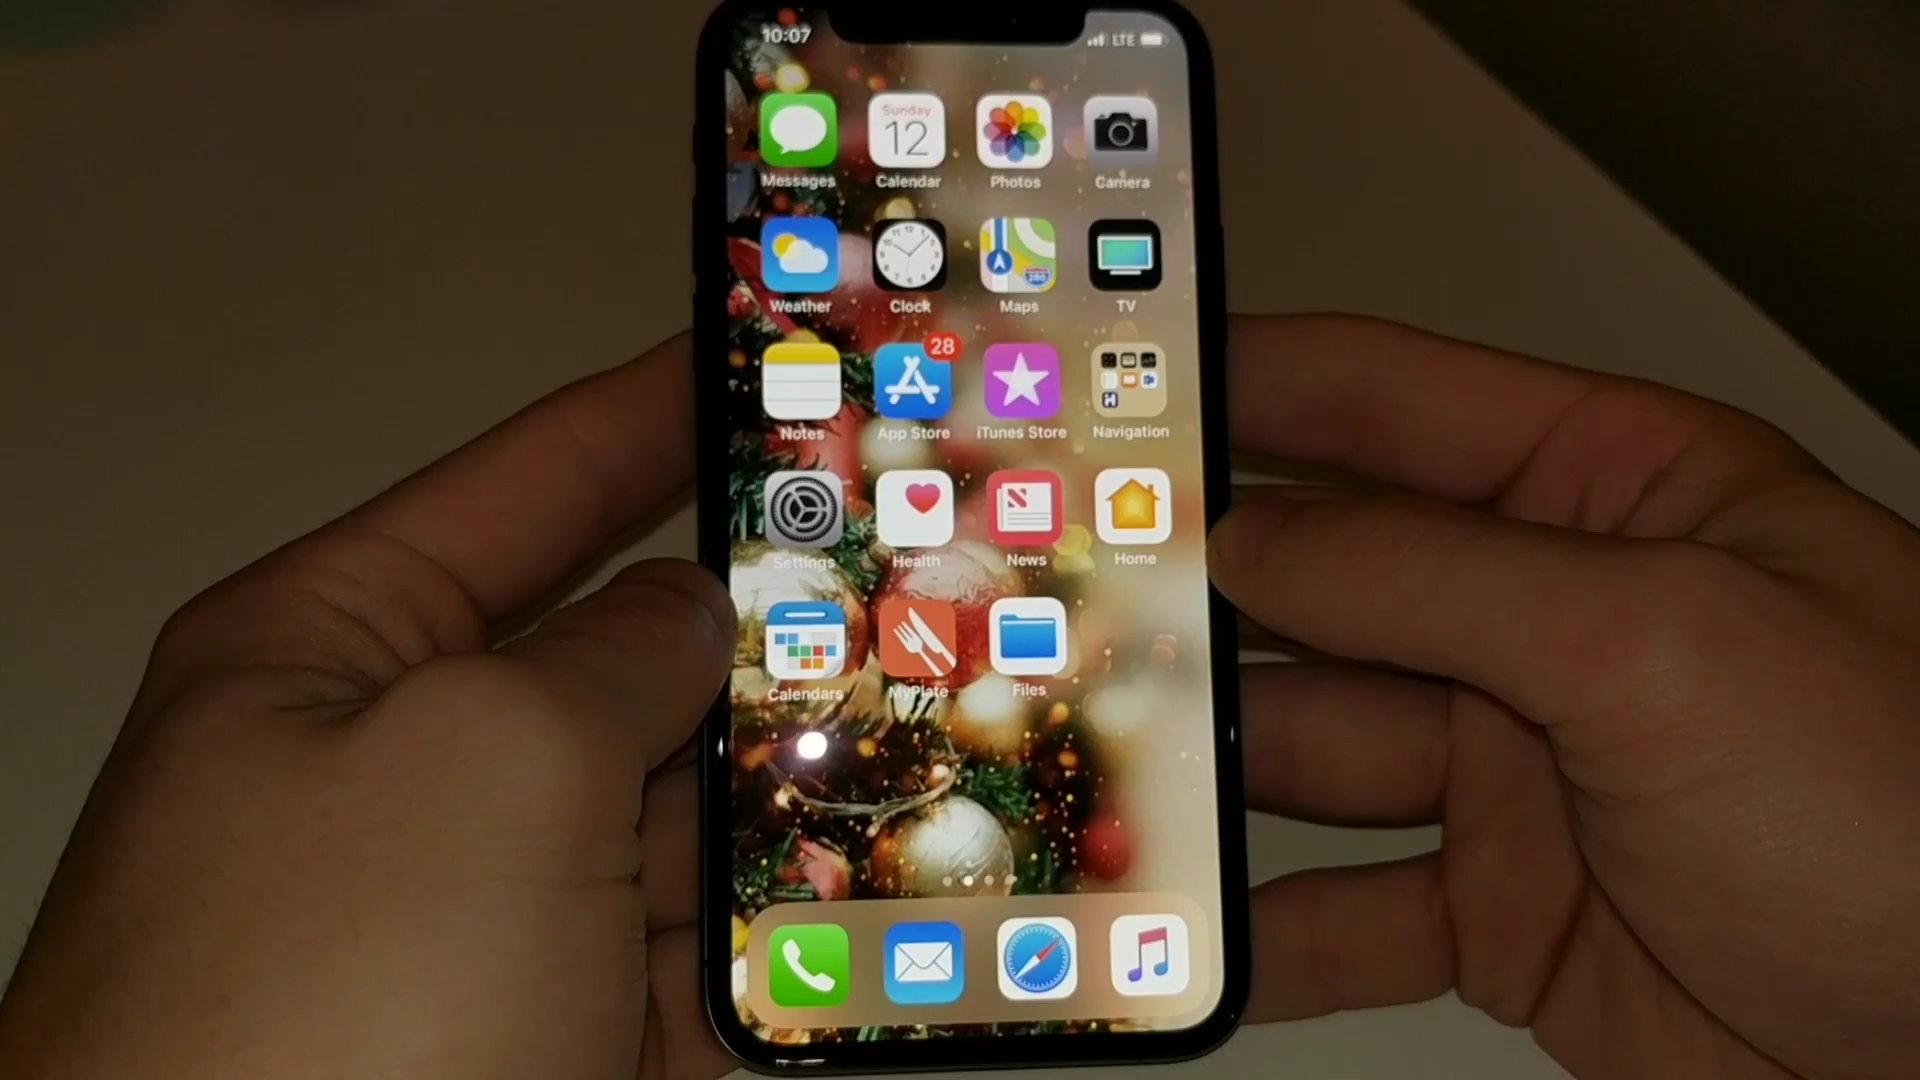 10:07 LTE
Sunday
12
Messages Calendar Photos Camera
280
Weather Clock Maps TV
28
Notes App Store iTunes Store Navigation
Settings Health News Home
Calendars MyPlate Files